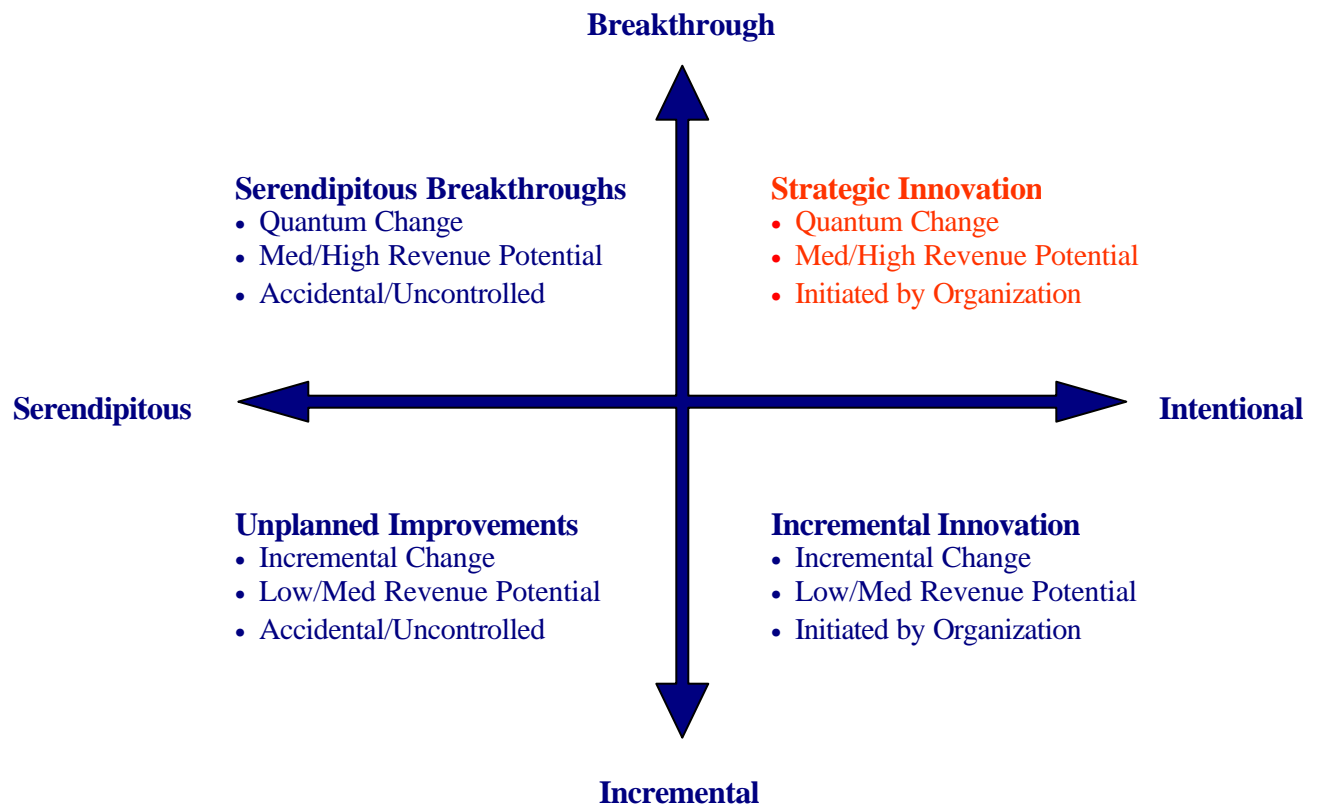 Breakthrough
Serendipitous Breakthroughs
• Quantum Change
• Med/High Revenue Potential
• Accidental/Uncontrolled
Strategic Innovation
• Quantum Change
• Med/High Revenue Potential
• Initiated by Organization
Serendipitous
Intentional
Unplanned Improvements
• Incremental Change
• Low/Med Revenue Potential
• Accidental/Uncontrolled
Incremental Innovation
• Incremental Change
• Low/Med Revenue Potential
• Initiated by Organization
Incremental